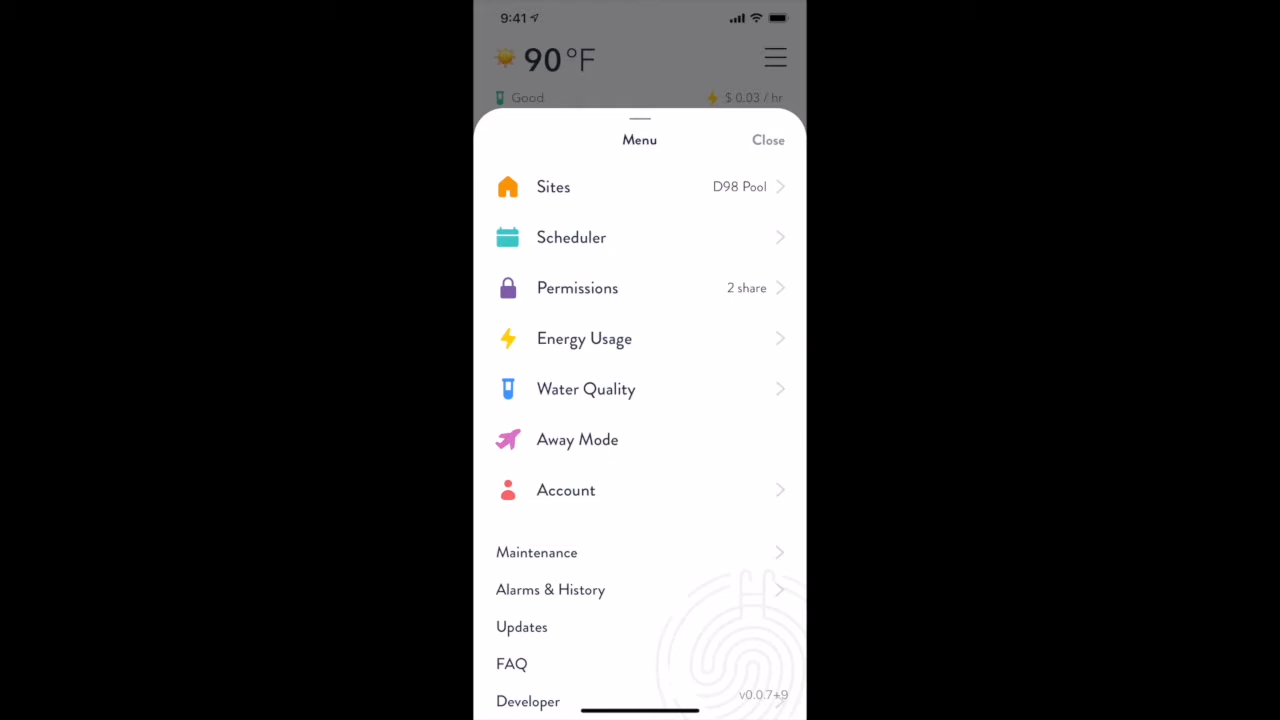 9:41
90°F
Good $ 0.03 / hr
Menu Close
Sites D98 Pool
Scheduler
Permissions 2 share
Energy Usage
Water Quality
Away Mode
Account
Maintenance
Alarms & History
Updates
FAQ
v0.0.7+9
Developer